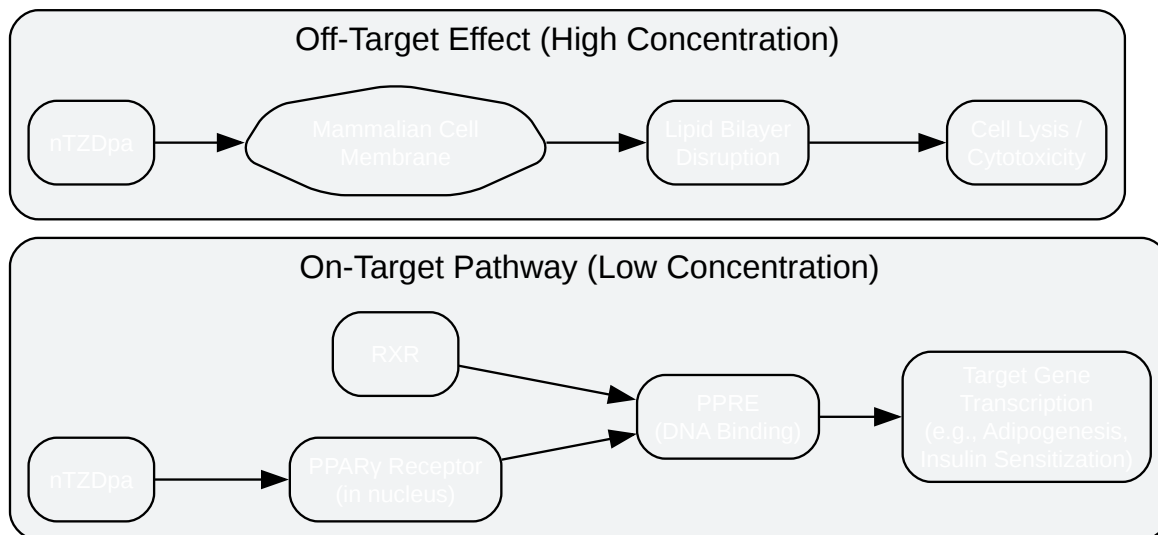 Off-Target Effect (High Concentration)
nTZDpa
Mammalian Cell
Membrane
Lipid Bilayer
Disruption
Cell Lysis /
Cytotoxicity
On-Target Pathway (Low Concentration)
RXR
nTZDpa
PPARγ Receptor
(in nucleus)
PPRE
(DNA Binding)
Target Gene
Transcription
(e.g., Adipogenesis,
Insulin Sensitization)